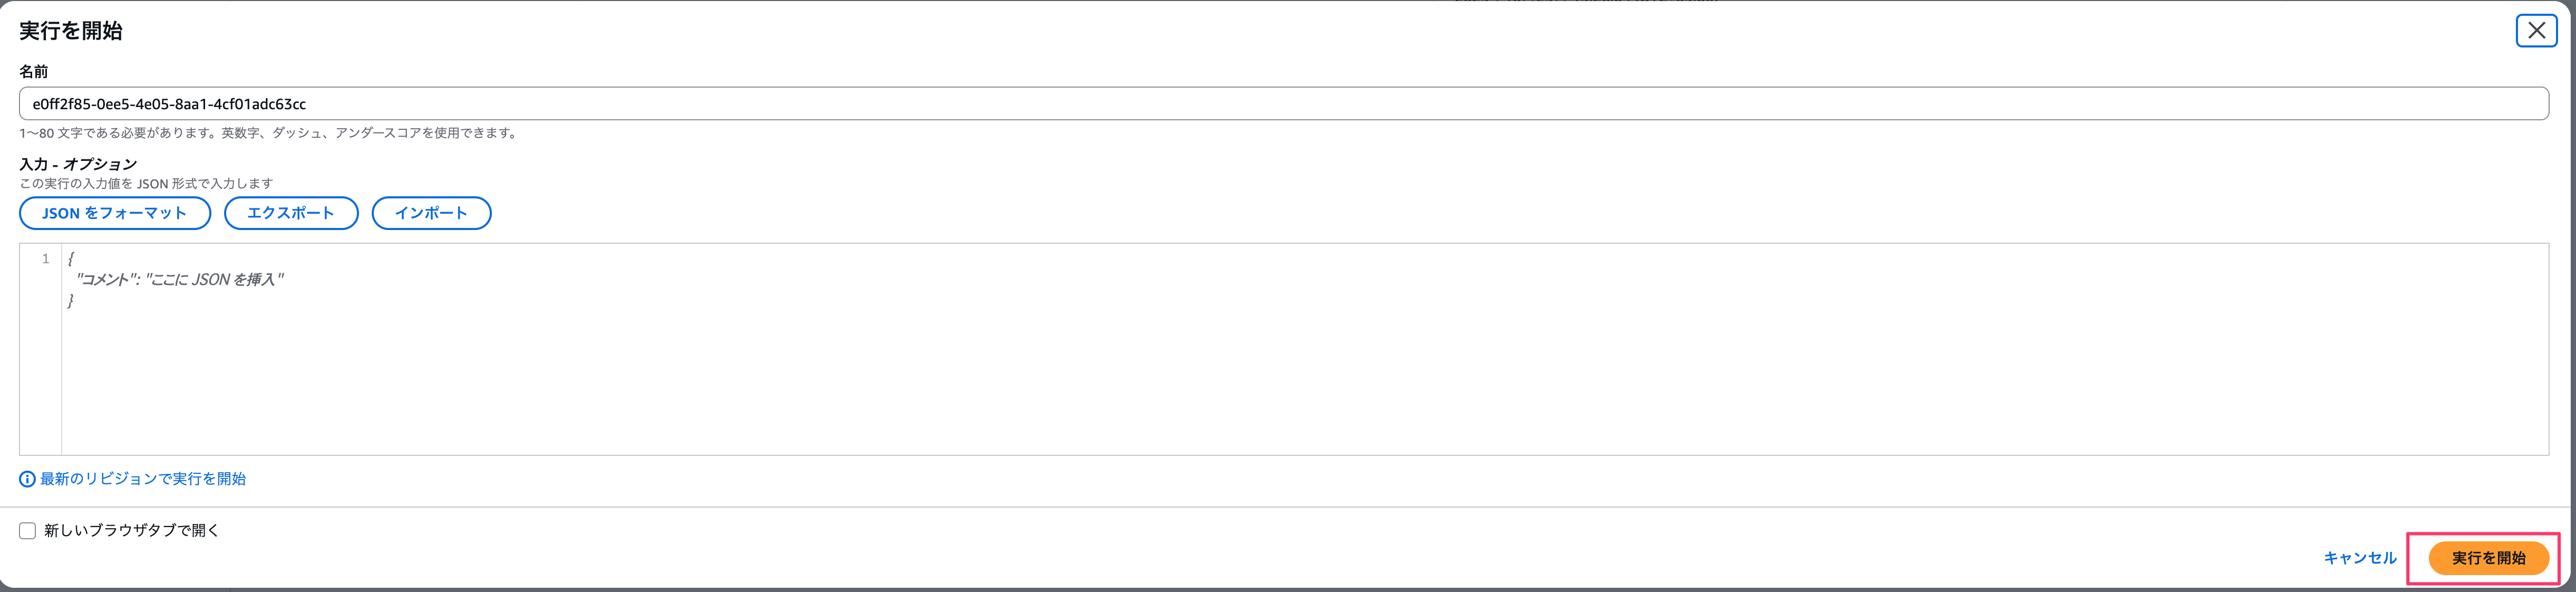 実行を開始
名前
e0ff2f85-0ee5-4e05-8aa1-4cf01adc63cc
1〜80 文字である必要があります。英数字、ダッシュ、アンダースコアを使用できます。
入力 - オプション
この実行の入力値を JSON 形式で入力します
JSON をフォーマット エクスポート インポート
1 {
"コメント": "ここに JSON を挿入"
}
最新のリビジョンで実行を開始
新しいブラウザタブで開く
キャンセル 実行を開始